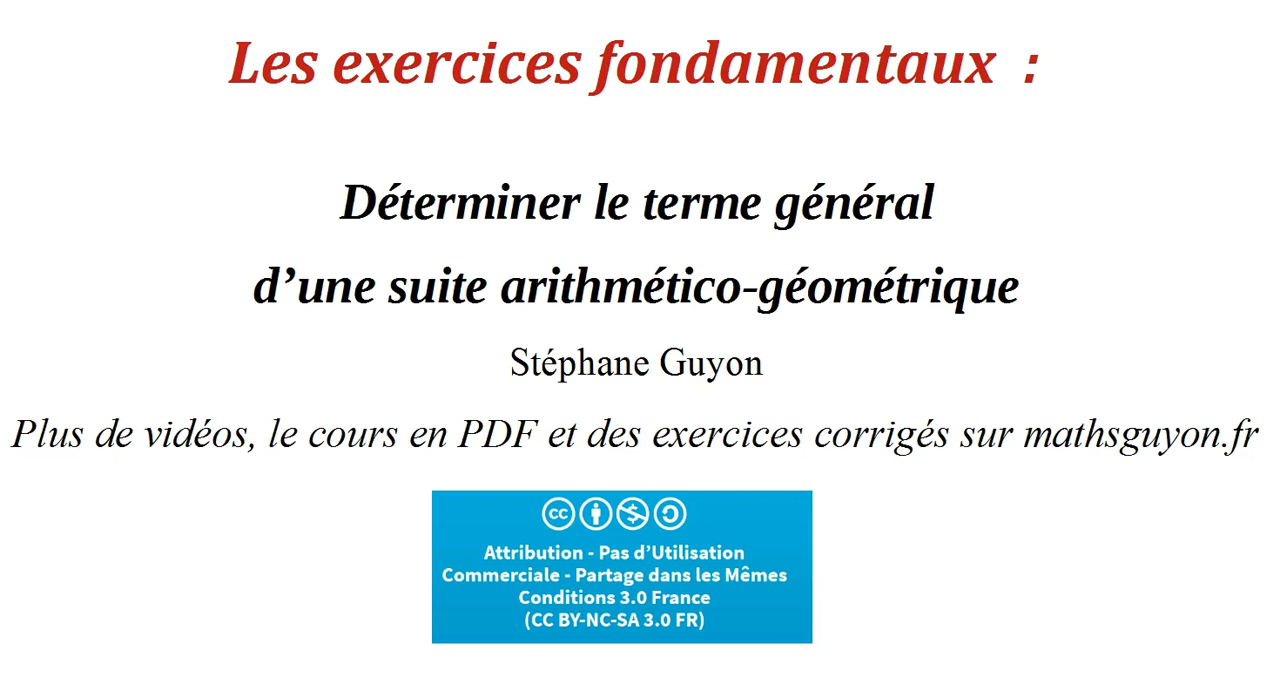 Les exercices fondamentaux :
Déterminer le terme général
d’une suite arithmético-géométrique
Stéphane Guyon
Plus de vidéos, le cours en PDF et des exercices corrigés sur mathsguyon.fr
cc
Attribution - Pas d’Utilisation
Commerciale - Partage dans les Mêmes
Conditions 3.0 France
(CC BY-NC-SA 3.0 FR)